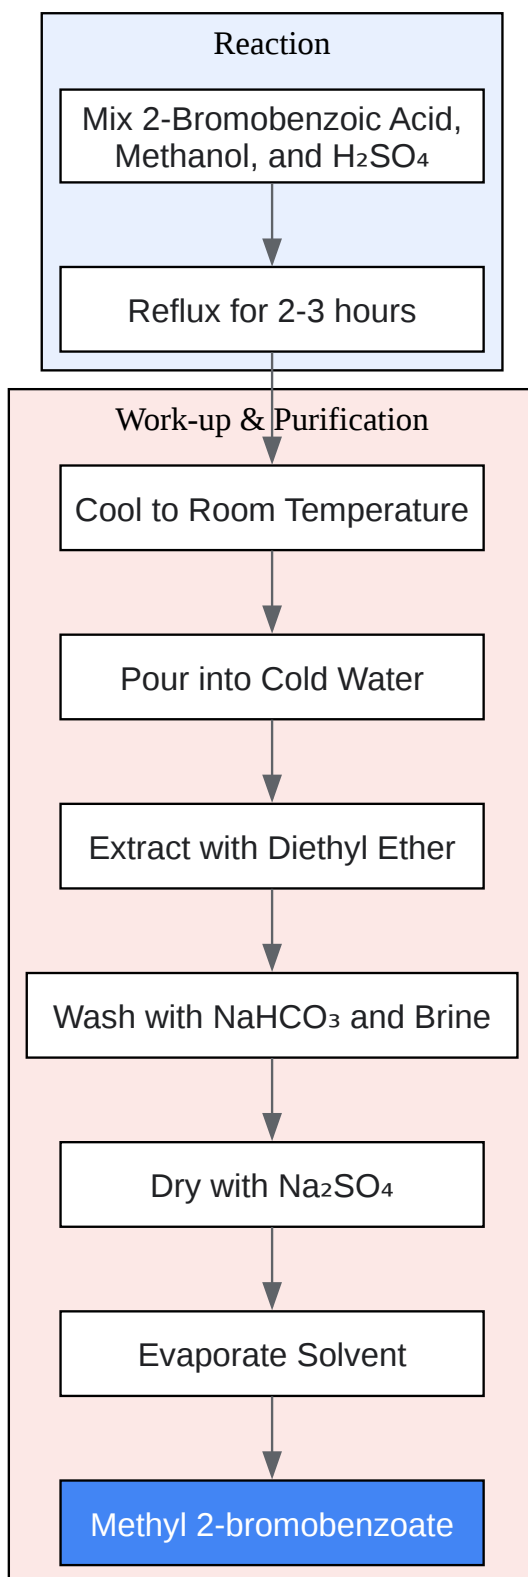 Reaction
Mix 2-Bromobenzoic Acid,
Methanol, and H₂SO₄
Reflux for 2-3 hours
Work-up & Purification
Cool to Room Temperature
Pour into Cold Water
Extract with Diethyl Ether
Wash with NaHCO₃ and Brine
Dry with Na₂SO₄
Evaporate Solvent
Methyl 2-bromobenzoate